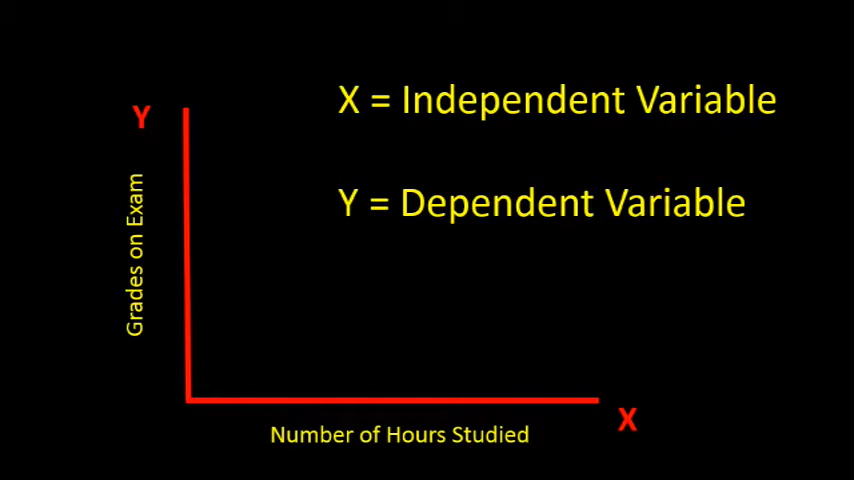 X = Independent Variable
Y
Y = Dependent Variable
Grades on Exam
X
Number of Hours Studied